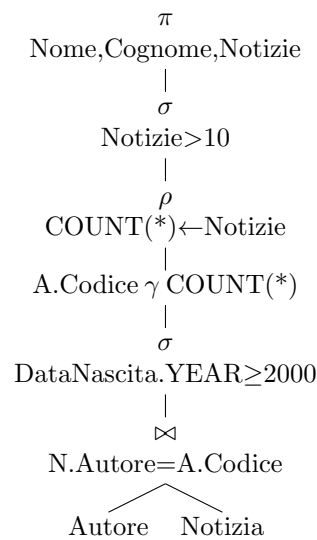 π
Nome,Cognome,Notizie
σ
Notizie>10
ρ
COUNT(*)←Notizie
A.Codice γ COUNT(*)
σ
DataNascita.YEAR≥2000
⋈
N.Autore=A.Codice
Autore Notizia